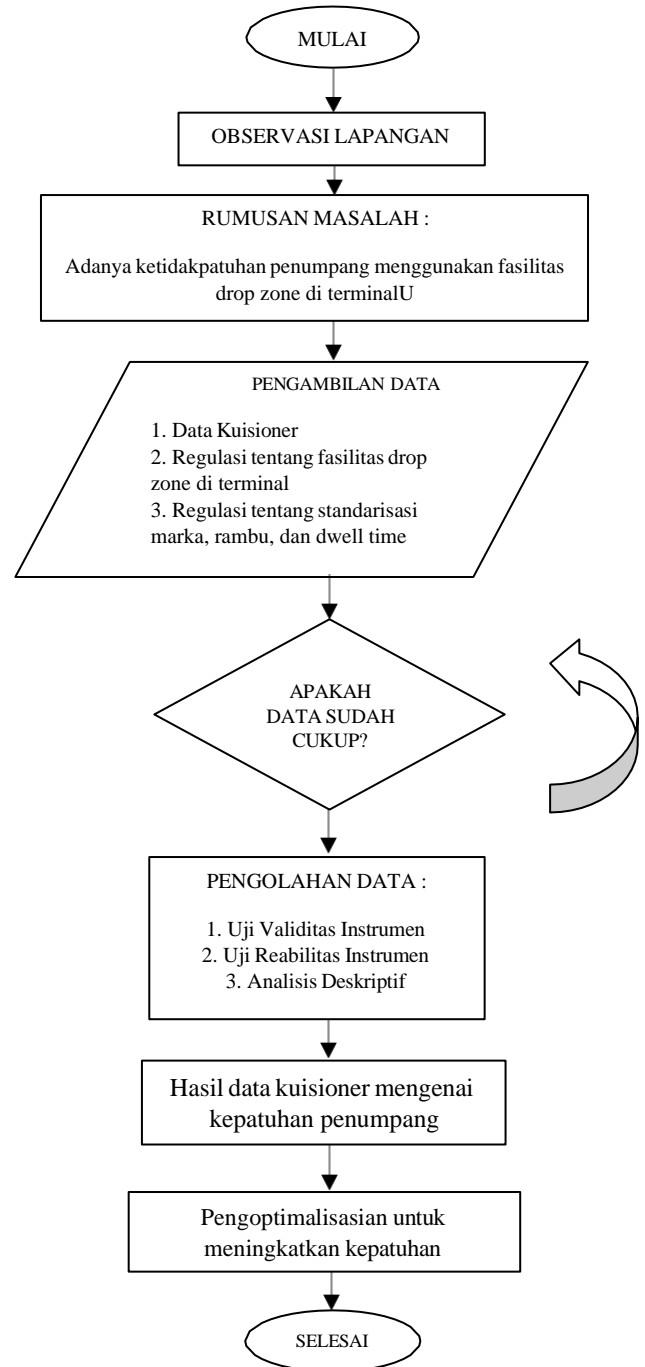 MULAI
OBSERVASI LAPANGAN
RUMUSAN MASALAH :
Adanya ketidakpatuhan penumpang menggunakan fasilitas
drop zone di terminalU
PENGAMBILAN DATA
1. Data Kuisioner
2. Regulasi tentang fasilitas drop
zone di terminal
3. Regulasi tentang standarisasi
marka, rambu, dan dwell time
APAKAH
DATA SUDAH
CUKUP?
PENGOLAHAN DATA :
1. Uji Validitas Instrumen
2. Uji Reabilitas Instrumen
3. Analisis Deskriptif
Hasil data kuisioner mengenai
kepatuhan penumpang
Pengoptimalisasian untuk
meningkatkan kepatuhan
SELESAI